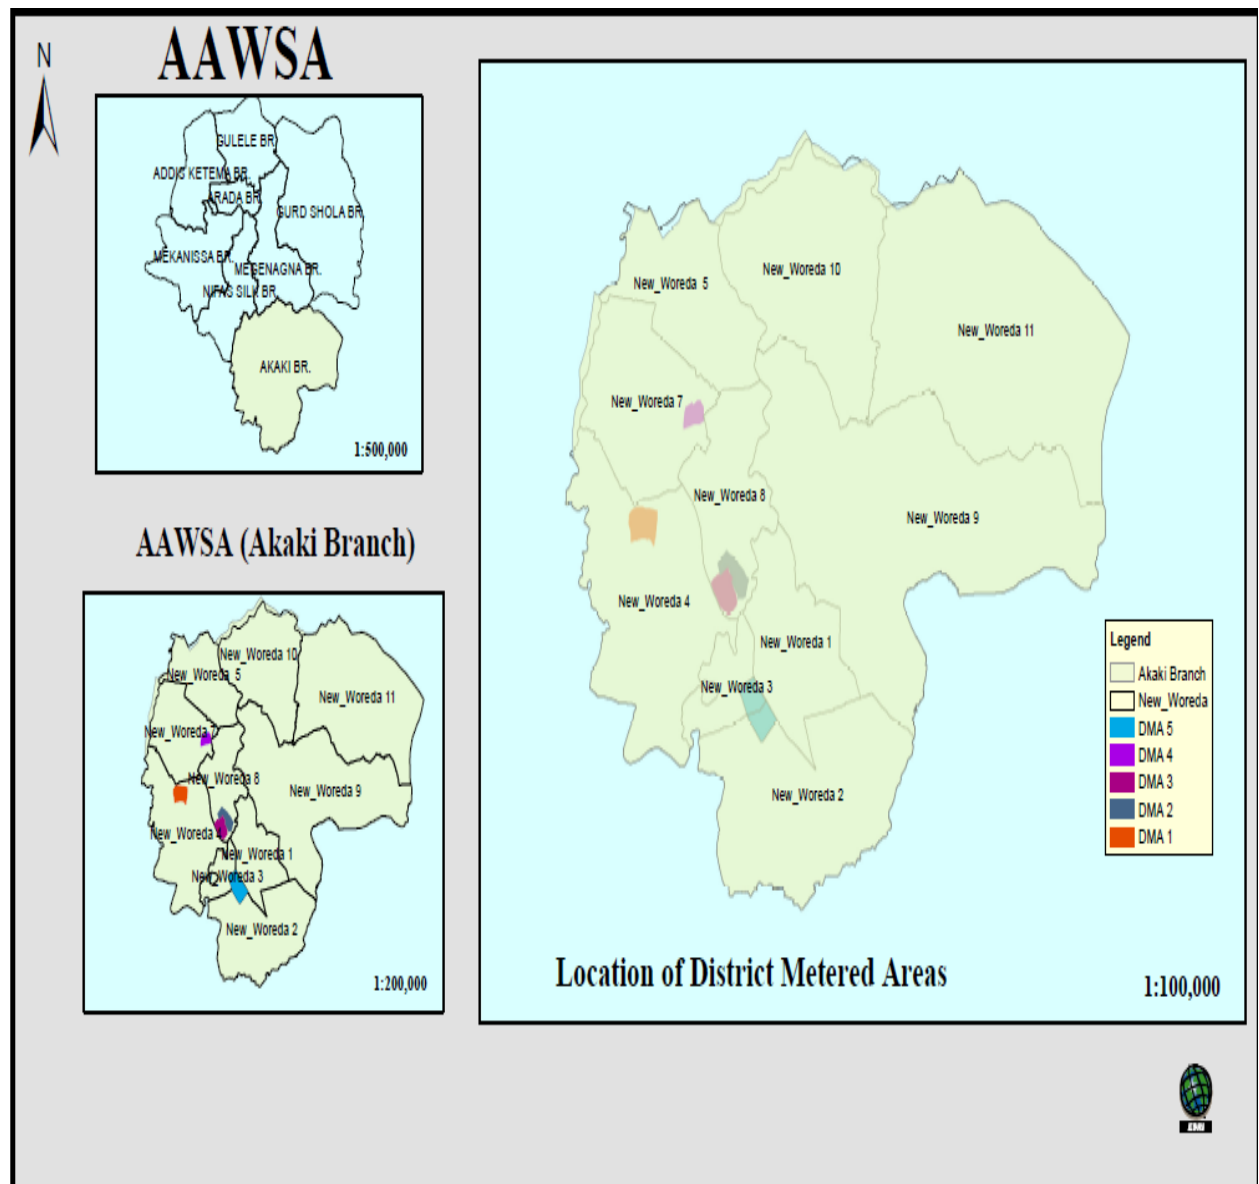 N
AAWSA
GULELE BR.
ADDIS KETEMA BR.
ARADA BR.
GURD SHOLA BR.
MEKANISSA BR.
MEGENAGNA BR.
NIFAS SILK BR.
AKAKI BR.
1:500,000
AAWSA (Akaki Branch)
New_Woreda 10
New_Woreda 5
New_Woreda 11
New_Woreda 7
New_Woreda 8
New_Woreda 9
New_Woreda 4
New_Woreda 1
New_Woreda 3
New_Woreda 2
1:200,000
New_Woreda 10
New_Woreda 5
New_Woreda 11
New_Woreda 7
New_Woreda 8
New_Woreda 9
New_Woreda 4
New_Woreda 1
New_Woreda 3
New_Woreda 2
Legend
Akaki Branch
New_Woreda
DMA 5
DMA 4
DMA 3
DMA 2
DMA 1
Location of District Metered Areas
1:100,000